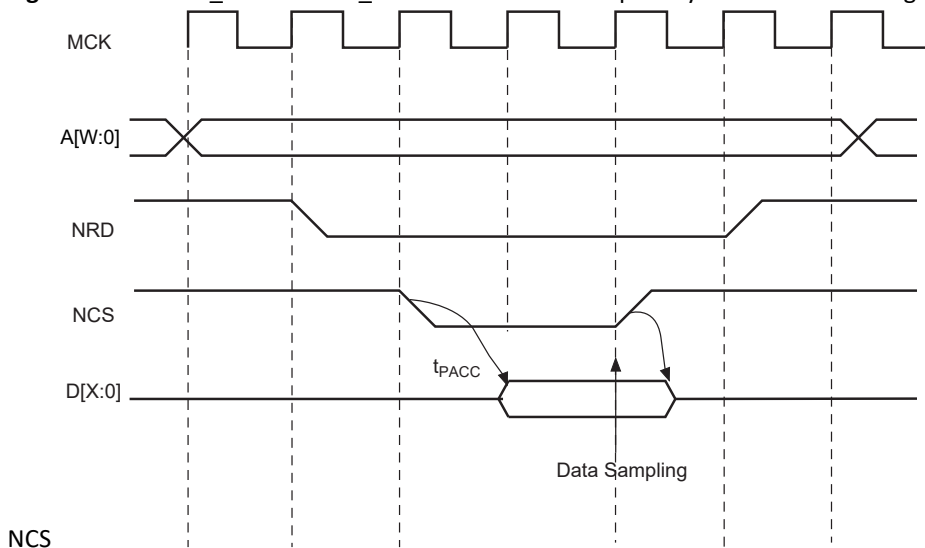 MCK
A[W:0]
NRD
NCS
tPACC
D[X:0]
Data Sampling
NCS